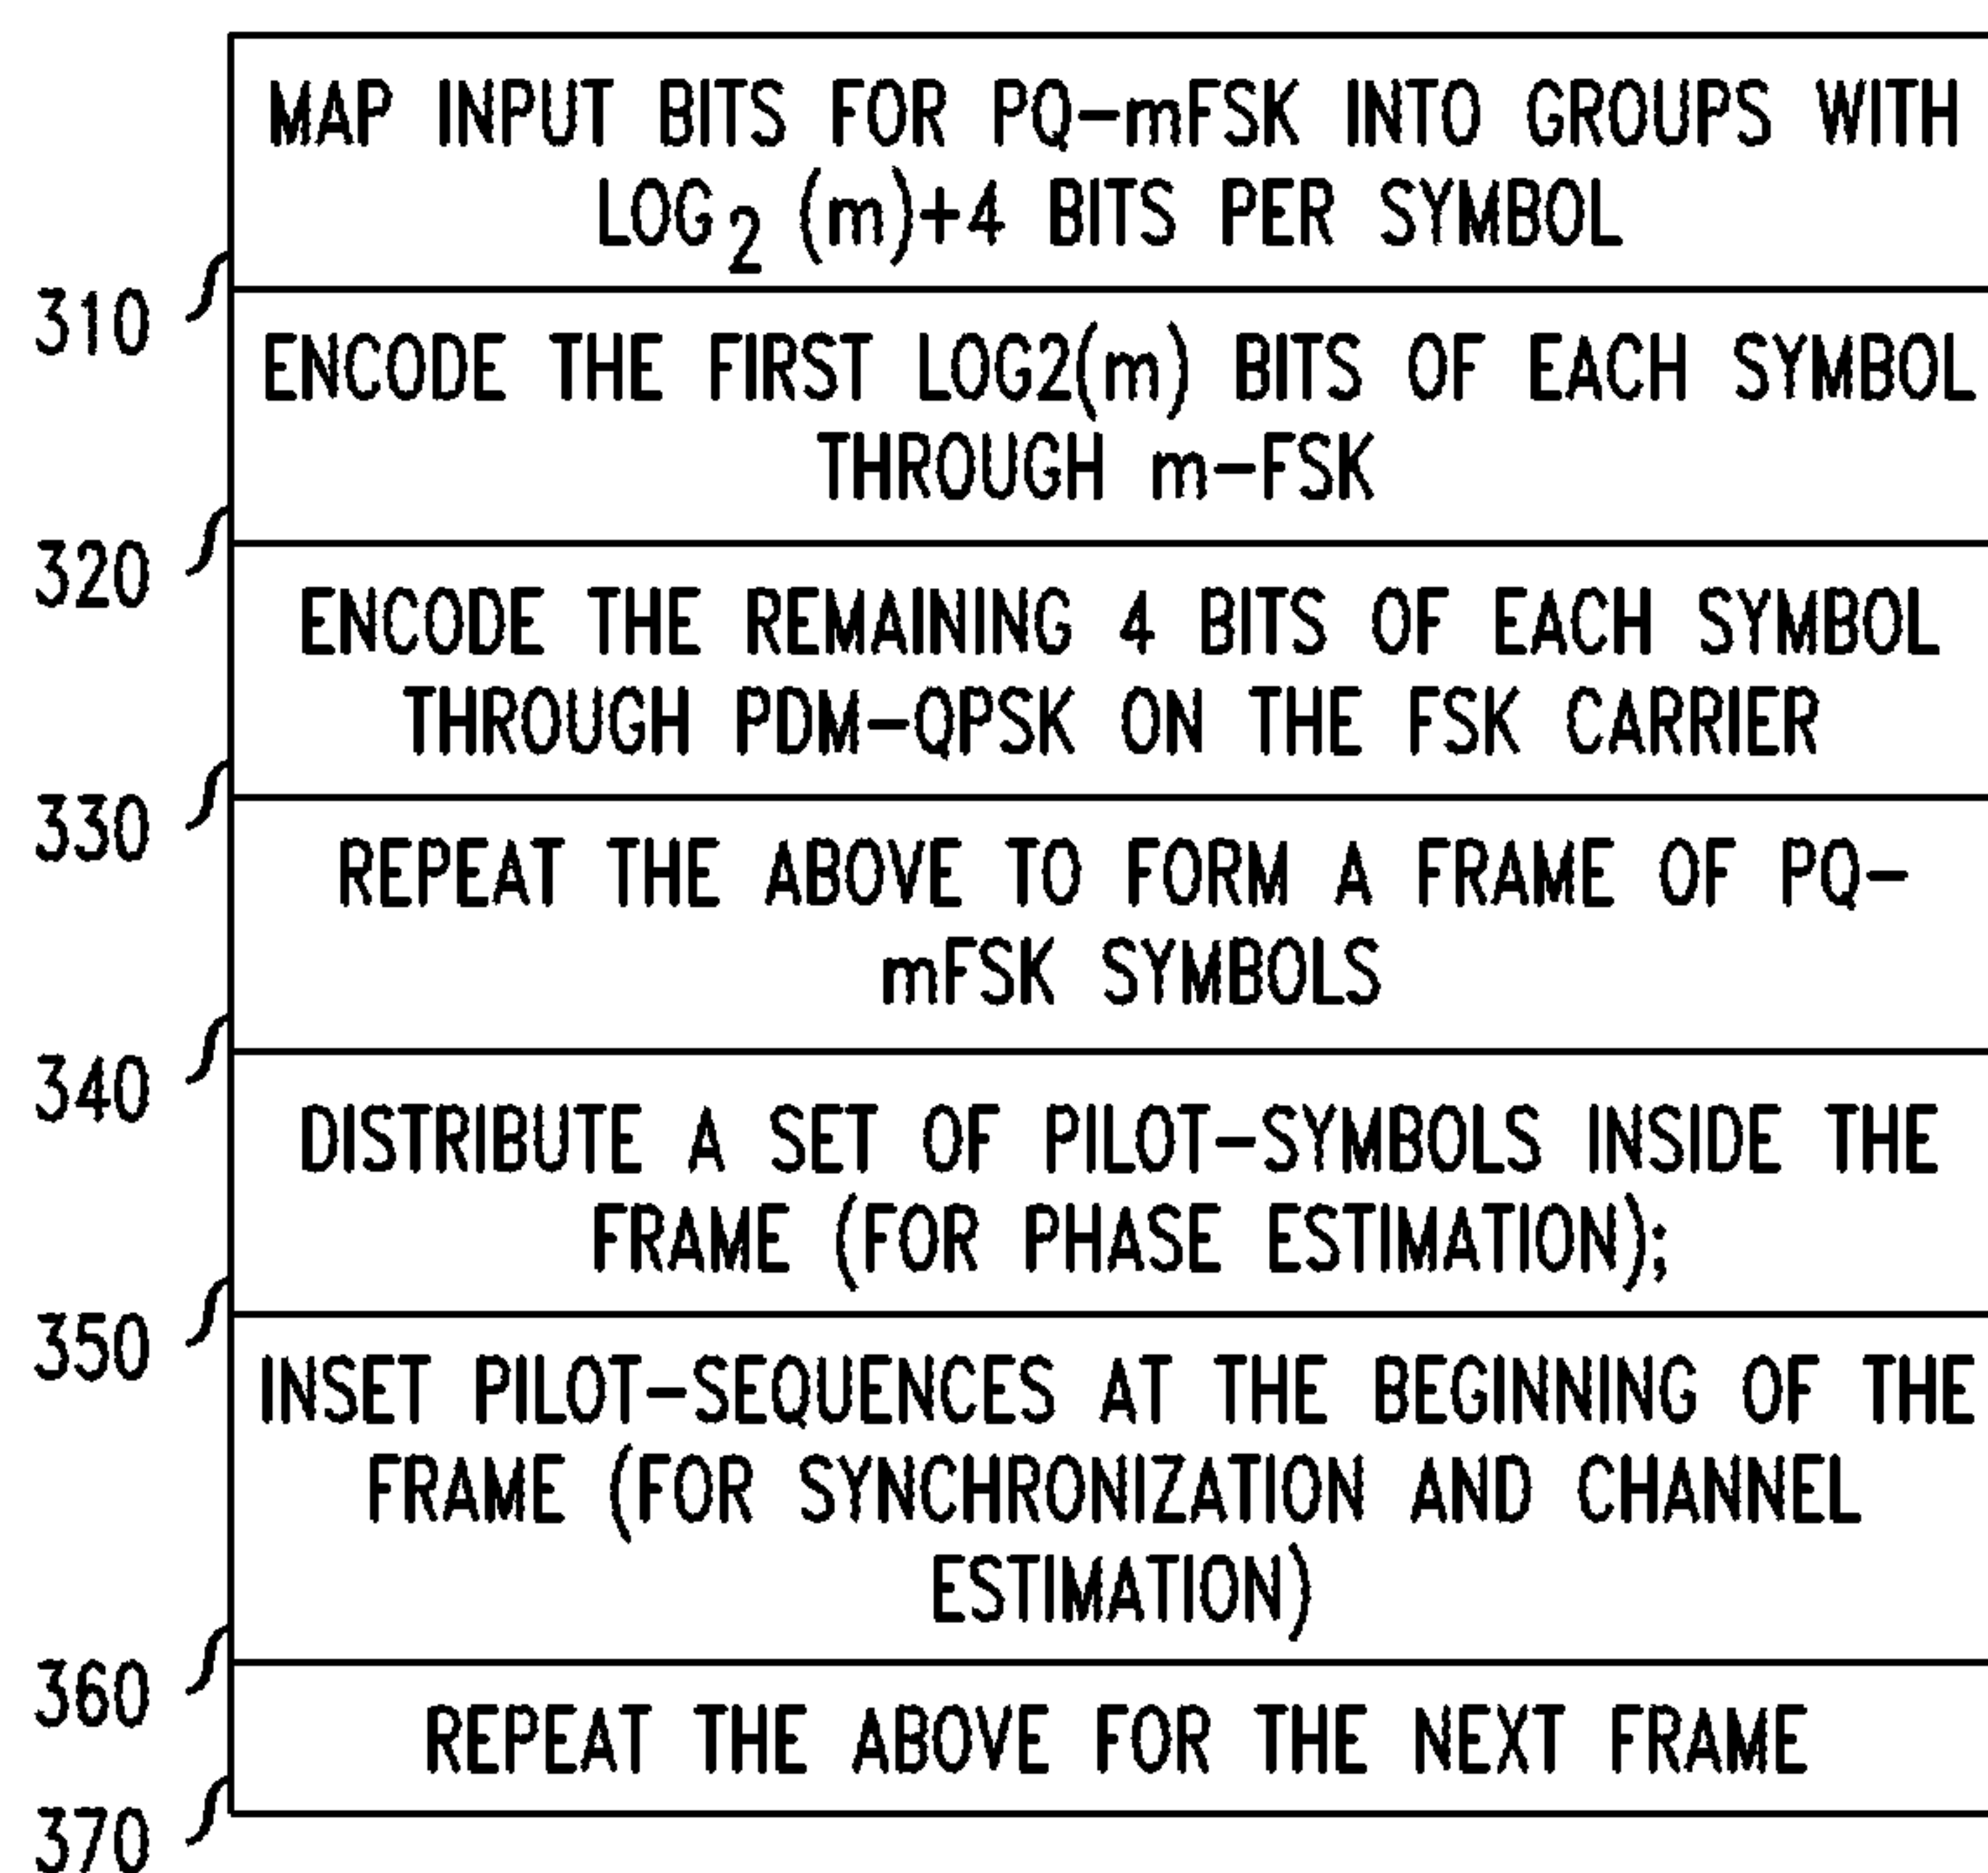 MAP INPUT BITS FOR PQ-mFSK INTO GROUPS WITH
LOG2 (m)+4 BITS PER SYMBOL
310
ENCODE THE FIRST LOG2(m) BITS OF EACH SYMBOL
THROUGH m-FSK
320
ENCODE THE REMAINING 4 BITS OF EACH SYMBOL
THROUGH PDM-QPSK ON THE FSK CARRIER
330
REPEAT THE ABOVE TO FORM A FRAME OF PQ-
mFSK SYMBOLS
340
DISTRIBUTE A SET OF PILOT-SYMBOLS INSIDE THE
FRAME (FOR PHASE ESTIMATION);
350
INSET PILOT-SEQUENCES AT THE BEGINNING OF THE
FRAME (FOR SYNCHRONIZATION AND CHANNEL
ESTIMATION)
360
REPEAT THE ABOVE FOR THE NEXT FRAME
370